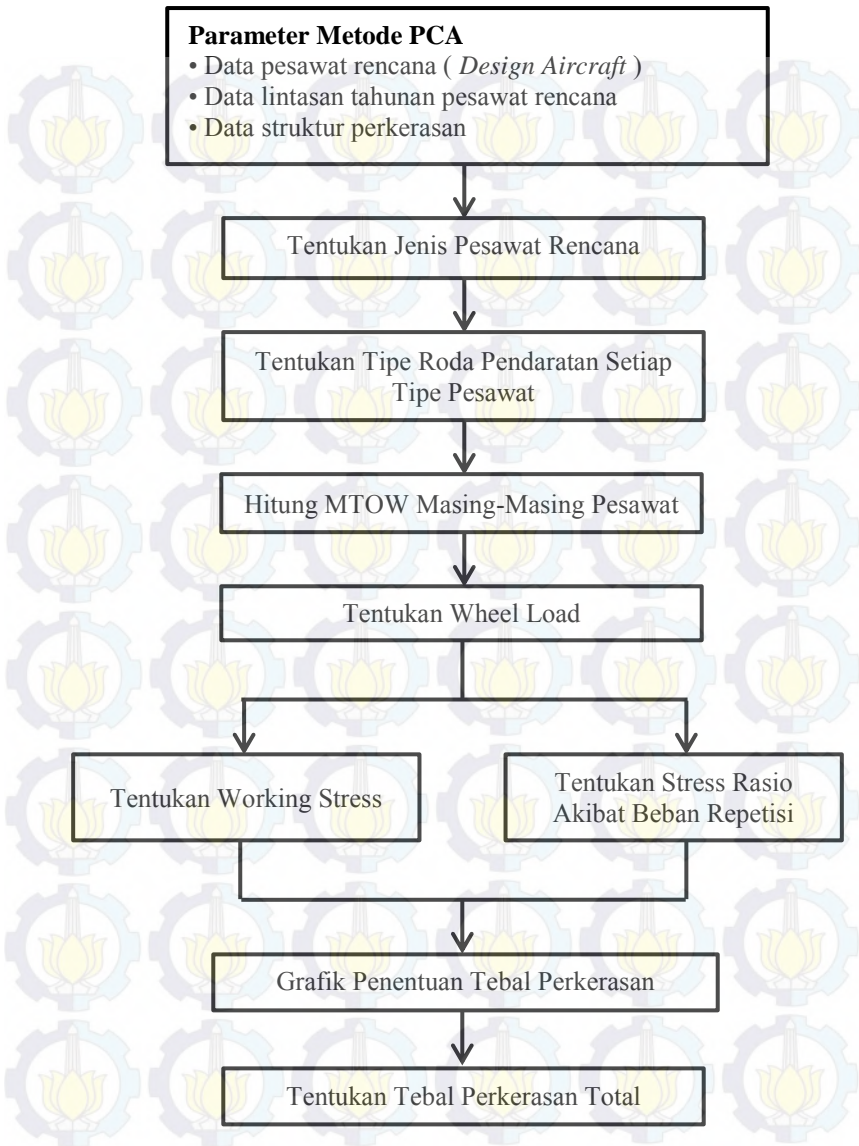 Parameter Metode PCA
• Data pesawat rencana ( Design Aircraft )
• Data lintasan tahunan pesawat rencana
• Data struktur perkerasan
Tentukan Jenis Pesawat Rencana
Tentukan Tipe Roda Pendaratan Setiap
Tipe Pesawat
Hitung MTOW Masing-Masing Pesawat
Tentukan Wheel Load
Tentukan Working Stress
Tentukan Stress Rasio
Akibat Beban Repetisi
Grafik Penentuan Tebal Perkerasan
Tentukan Tebal Perkerasan Total